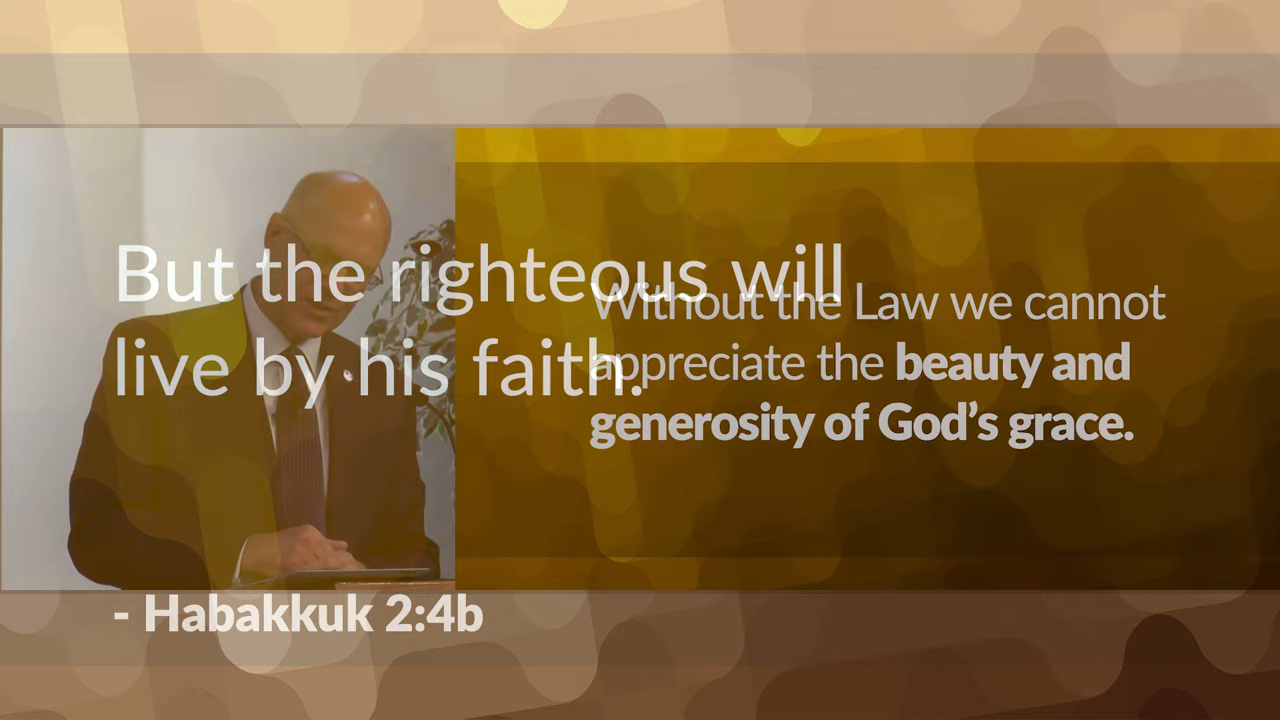 But the righteous will
live by his faith.
- Habakkuk 2:4b
Without the Law we cannot
appreciate the beauty and
generosity of God’s grace.